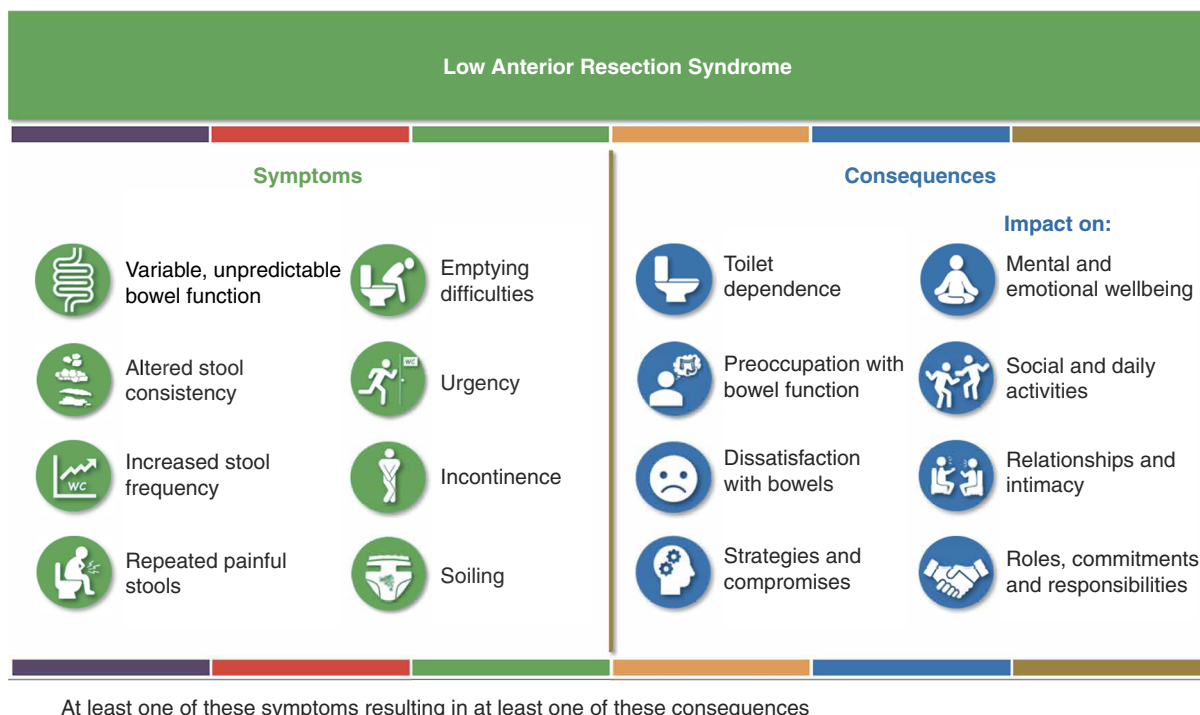 Low Anterior Resection Syndrome
Symptoms
Variable, unpredictable
bowel function
Altered stool
consistency
WC
Increased stool
frequency
Repeated painful
stools
Emptying
difficulties
WC
Urgency
Incontinence
Soiling
Consequences
Toilet
dependence
Preoccupation with
bowel function
Dissatisfaction
with bowels
Strategies and
compromises
Impact on:
Mental and
emotional wellbeing
Social and daily
activities
Relationships and
intimacy
Roles, commitments
and responsibilities
At least one of these symptoms resulting in at least one of these consequences